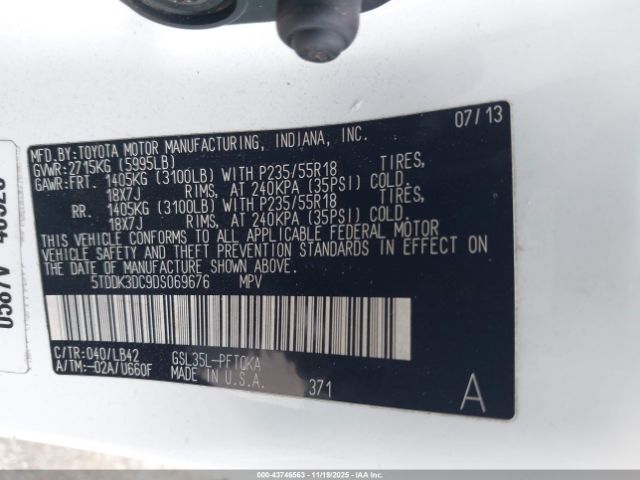 07/13
MFD.BY:TOYOTA MOTOR MANUFACTURING, INDIANA, INC.
GVWR:2715KG (5995LB)
GAWR:FRT. 1405KG (3100LB) WITH P235/55R18 TIRES,
18X7J RIMS, AT 240KPA (35PSI) COLD.
RR. 1405KG (3100LB) WITH P235/55R18 TIRES,
18X7J RIMS, AT 240KPA (35PSI) COLD.
THIS VEHICLE CONFORMS TO ALL APPLICABLE FEDERAL MOTOR
VEHICLE SAFETY AND THEFT PREVENTION STANDARDS IN EFFECT ON
THE DATE OF MANUFACTURE SHOWN ABOVE.
5TDDK3DC9DS069676 MPV
C/TR:040/LB42 GSL35L-PFTQKA
A/TM:-02A/U660F MADE IN U.S.A.
371
A
000-43746563 - 11/19/2025 - copart.ca